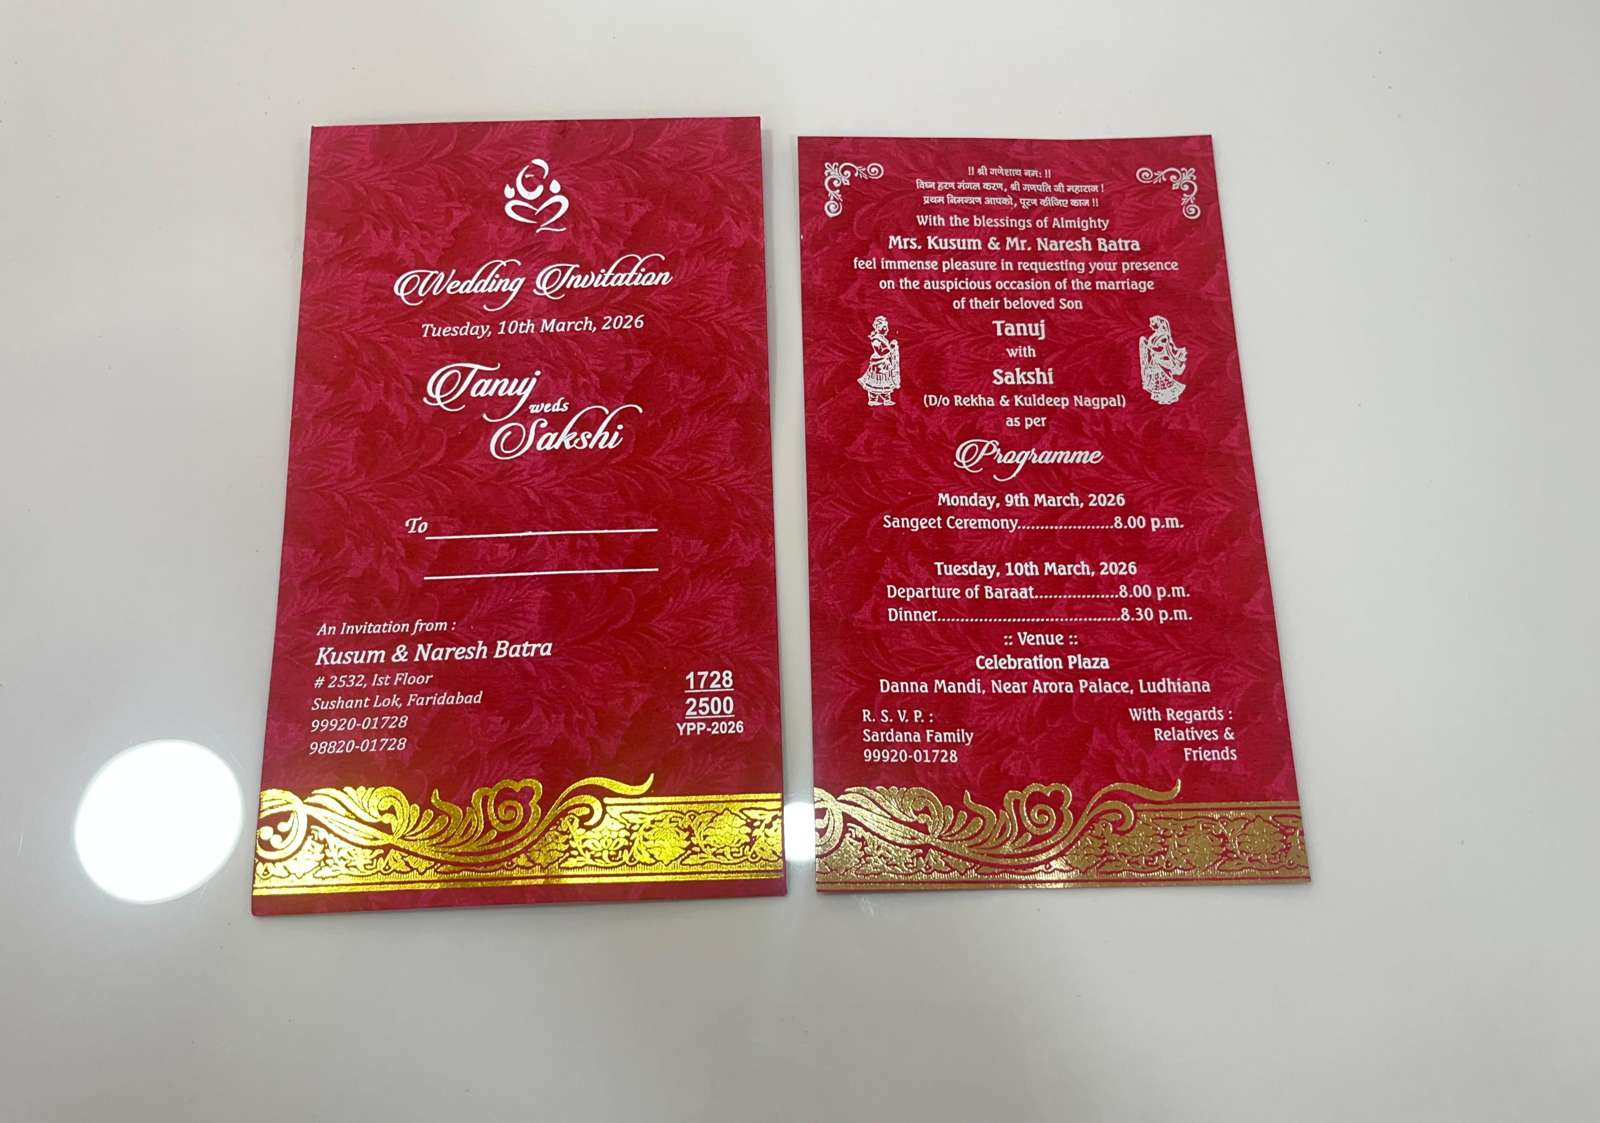 Wedding Invitation
Tuesday, 10th March, 2026
Tanuj
weds
Sakshi
To
An Invitation from :
Kusum & Naresh Batra
# 2532, Ist Floor
Sushant Lok, Faridabad
99920-01728
98820-01728
1728
2500
YPP-2026
!! श्री गणेशाय नम: !!
विघ्न हरण मंगल करण, श्री गणपति जी महाराज !
प्रथम निमन्त्रण आपको, पूरण कीजिए काज !!
With the blessings of Almighty
Mrs. Kusum & Mr. Naresh Batra
feel immense pleasure in requesting your presence
on the auspicious occasion of the marriage
of their beloved Son
Tanuj
with
Sakshi
(D/o Rekha & Kuldeep Nagpal)
as per
Programme
Monday, 9th March, 2026
Sangeet Ceremony.....................8.00 p.m.
Tuesday, 10th March, 2026
Departure of Baraat..................8.00 p.m.
Dinner.......................................8.30 p.m.
:: Venue ::
Celebration Plaza
Danna Mandi, Near Arora Palace, Ludhiana
R. S. V. P. :
Sardana Family
99920-01728
With Regards :
Relatives &
Friends